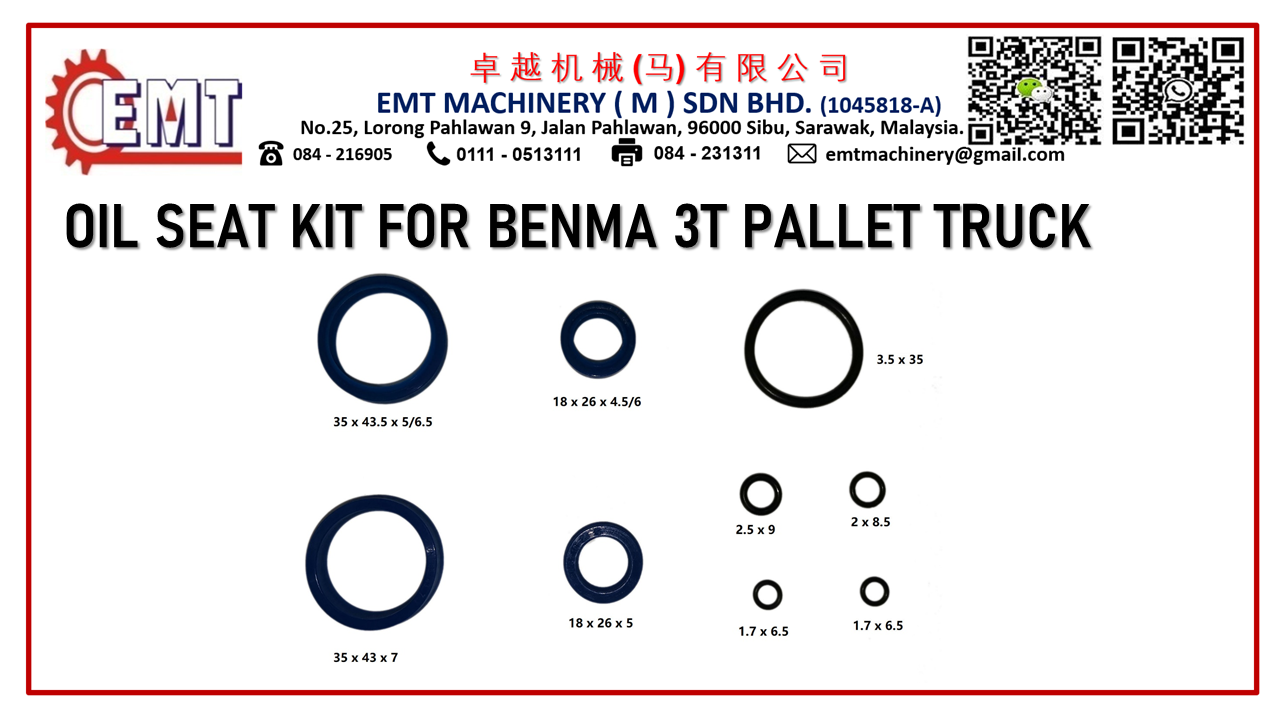 EMT
卓越机械(马)有限公司
EMT MACHINERY ( M ) SDN BHD. (1045818-A)
No.25, Lorong Pahlawan 9, Jalan Pahlawan, 96000 Sibu, Sarawak, Malaysia.
084 - 216905 0111 - 0513111 084 - 231311 emtmachinery@gmail.com
OIL SEAT KIT FOR BENMA 3T PALLET TRUCK
3.5 x 35
18 x 26 x 4.5/6
35 x 43.5 x 5/6.5
2.5 x 9
2 x 8.5
18 x 26 x 5
1.7 x 6.5
1.7 x 6.5
35 x 43 x 7